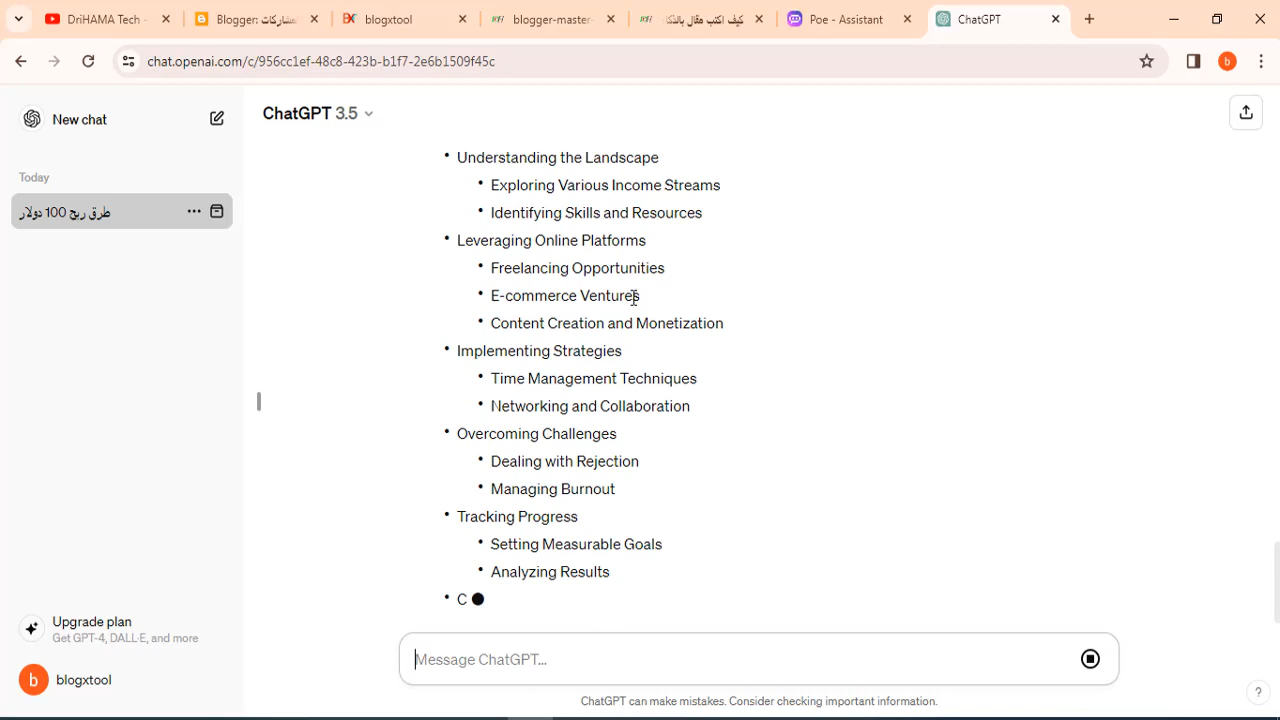 DriHAMA Tech -
Blogger: المشاركات
blogxtool
blogger-master-
كيف اكتب مقال بالذكا
Poe - Assistant
ChatGPT
chat.openai.com/c/956cc1ef-48c8-423b-b1f7-2e6b1509f45c
b
New chat
ChatGPT 3.5
Today
طرق ربح 100 دولار
• Understanding the Landscape
• Exploring Various Income Streams
• Identifying Skills and Resources
• Leveraging Online Platforms
• Freelancing Opportunities
• E-commerce Ventures
• Content Creation and Monetization
• Implementing Strategies
• Time Management Techniques
• Networking and Collaboration
• Overcoming Challenges
• Dealing with Rejection
• Managing Burnout
• Tracking Progress
• Setting Measurable Goals
• Analyzing Results
• C
Upgrade plan
Get GPT-4, DALL·E, and more
b blogxtool
Message ChatGPT...
ChatGPT can make mistakes. Consider checking important information.
?